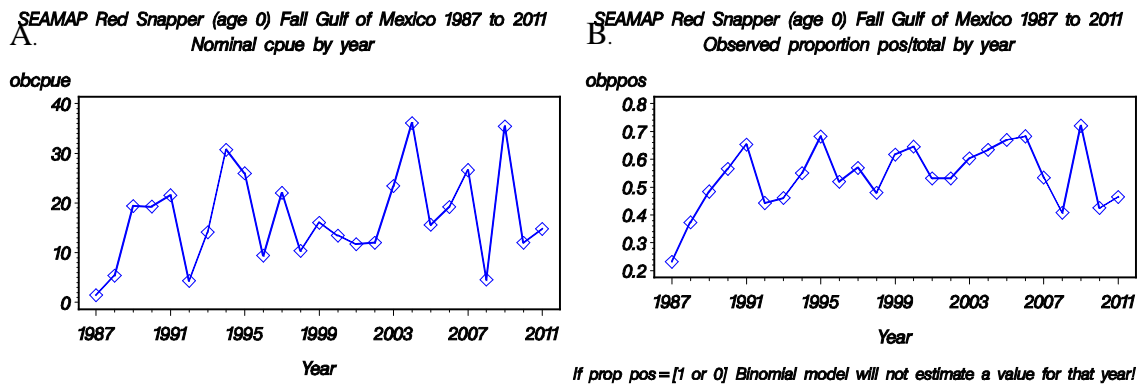 SEAMAP Red Snapper (age 0) Fall Gulf of Mexico 1987 to 2011
A.
Nominal cpue by year
obcpue
40
30
20
10
0
1987 1991 1995 1999 2003 2007 2011
Year
SEAMAP Red Snapper (age 0) Fall Gulf of Mexico 1987 to 2011
B.
Observed proportion pos/total by year
obppos
0.8
0.7
0.6
0.5
0.4
0.3
0.2
1987 1991 1995 1999 2003 2007 2011
Year
If prop pos=[1 or 0] Binomial model will not estimate a value for that year!